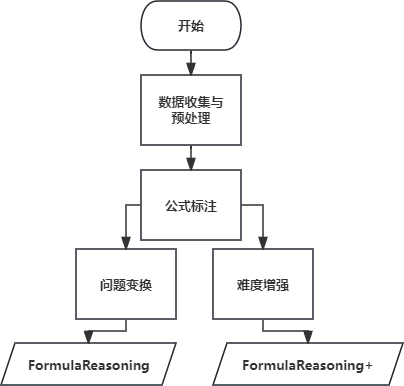 开始
数据收集与
预处理
公式标注
问题变换
难度增强
FormulaReasoning
FormulaReasoning+